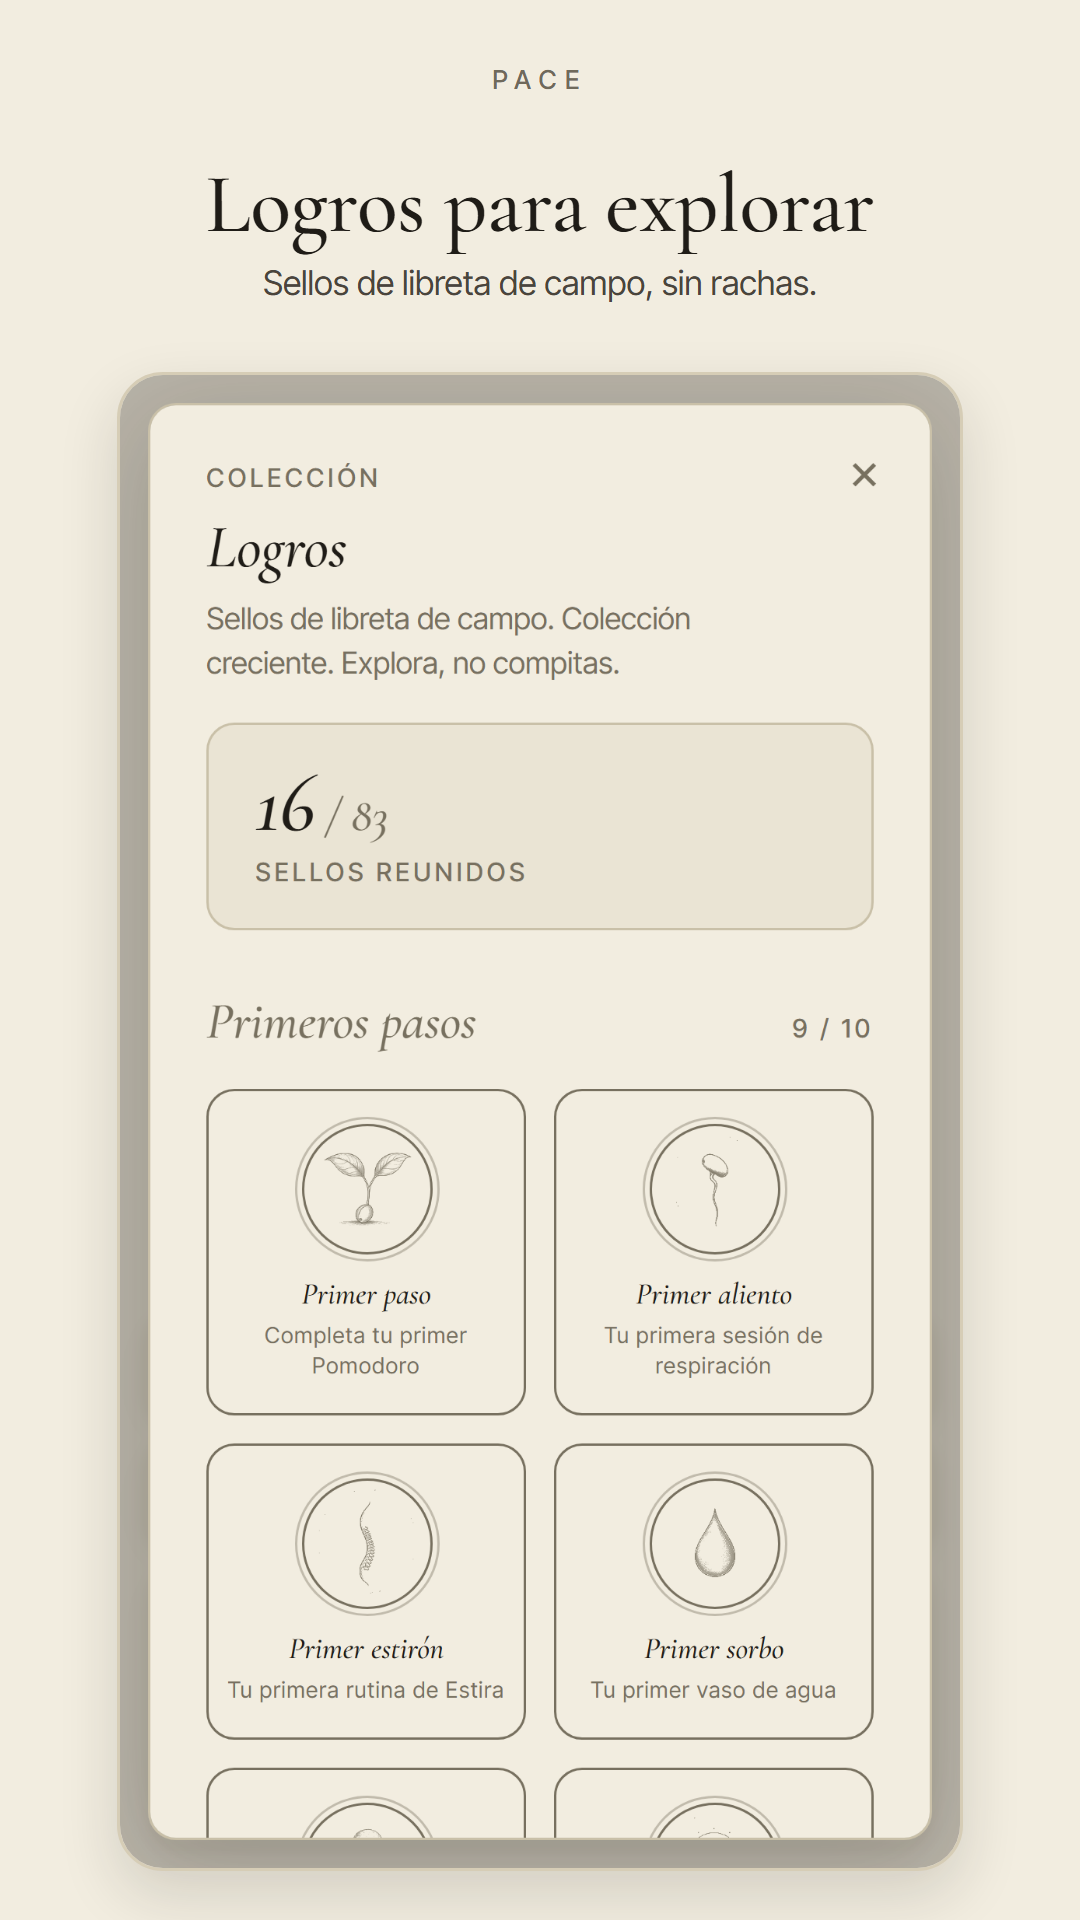 PACE
Logros para explorar
Sellos de libreta de campo, sin rachas.
COLECCIÓN
Logros
Sellos de libreta de campo. Colección
creciente. Explora, no compitas.
16 / 83
SELLOS REUNIDOS
Primeros pasos
9 / 10
Primer paso
Completa tu primer
Pomodoro
Primer aliento
Tu primera sesión de
respiración
Primer estirón
Tu primera rutina de Estira
Primer sorbo
Tu primer vaso de agua